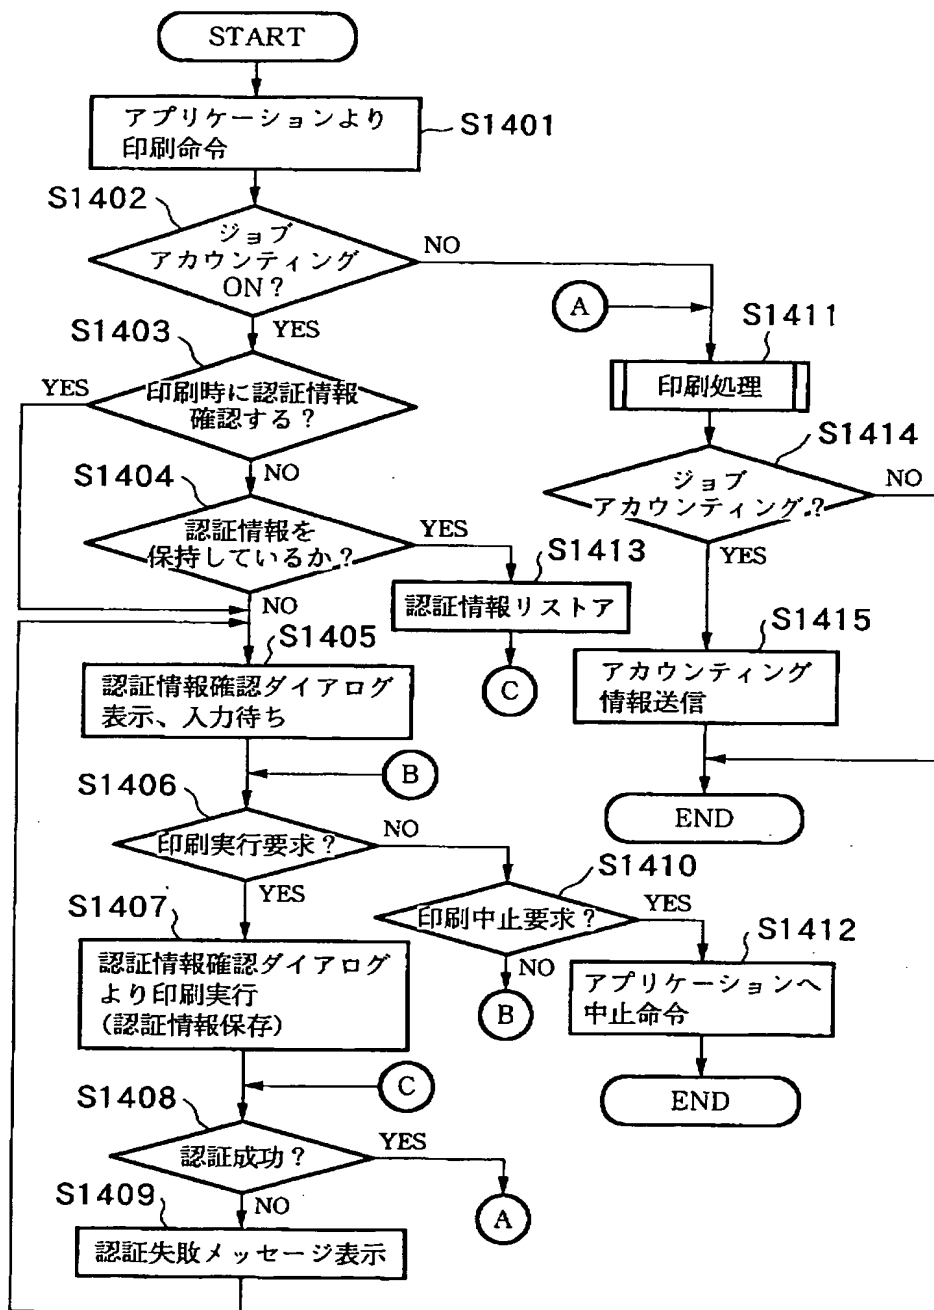 START
アプリケーションより
印刷命令
S1401
S1402
ジョブ
アカウンティング
ON?
NO
YES
A
S1411
印刷処理
S1403
YES
印刷時に認証情報
確認する?
NO
S1414
ジョブ
アカウンティング?
NO
YES
S1404
認証情報を
保持しているか?
YES
NO
S1413
認証情報リストア
C
S1415
アカウンティング
情報送信
END
S1405
認証情報確認ダイアログ
表示、入力待ち
B
S1406
印刷実行要求?
NO
YES
S1410
印刷中止要求?
YES
NO
B
S1412
アプリケーションへ
中止命令
END
S1407
認証情報確認ダイアログ
より印刷実行
(認証情報保存)
C
S1408
認証成功?
YES
NO
A
S1409
認証失敗メッセージ表示